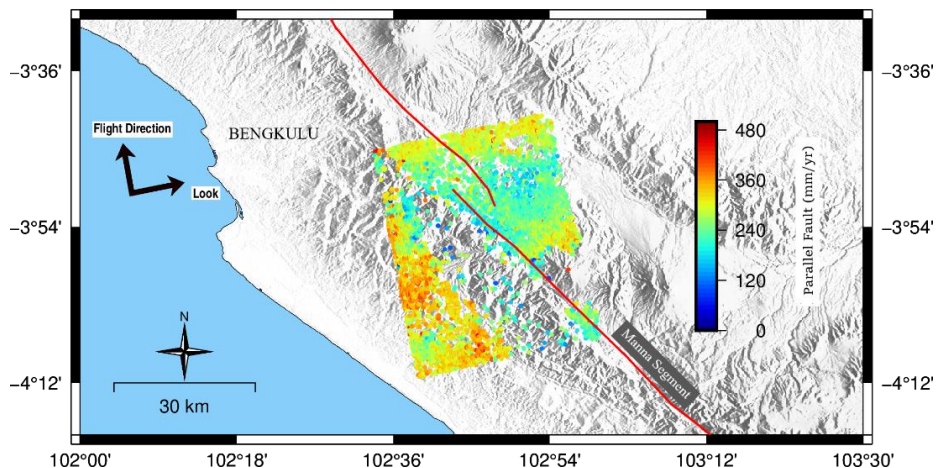 −3°36'
−3°36'
Flight Direction
BENGKULU
Look
480
360
240
120
0
Parallel Fault (mm/yr)
−3°54'
−3°54'
N
30 km
Manna Segment
−4°12'
−4°12'
102°00'
102°18'
102°36'
102°54'
103°12'
103°30'